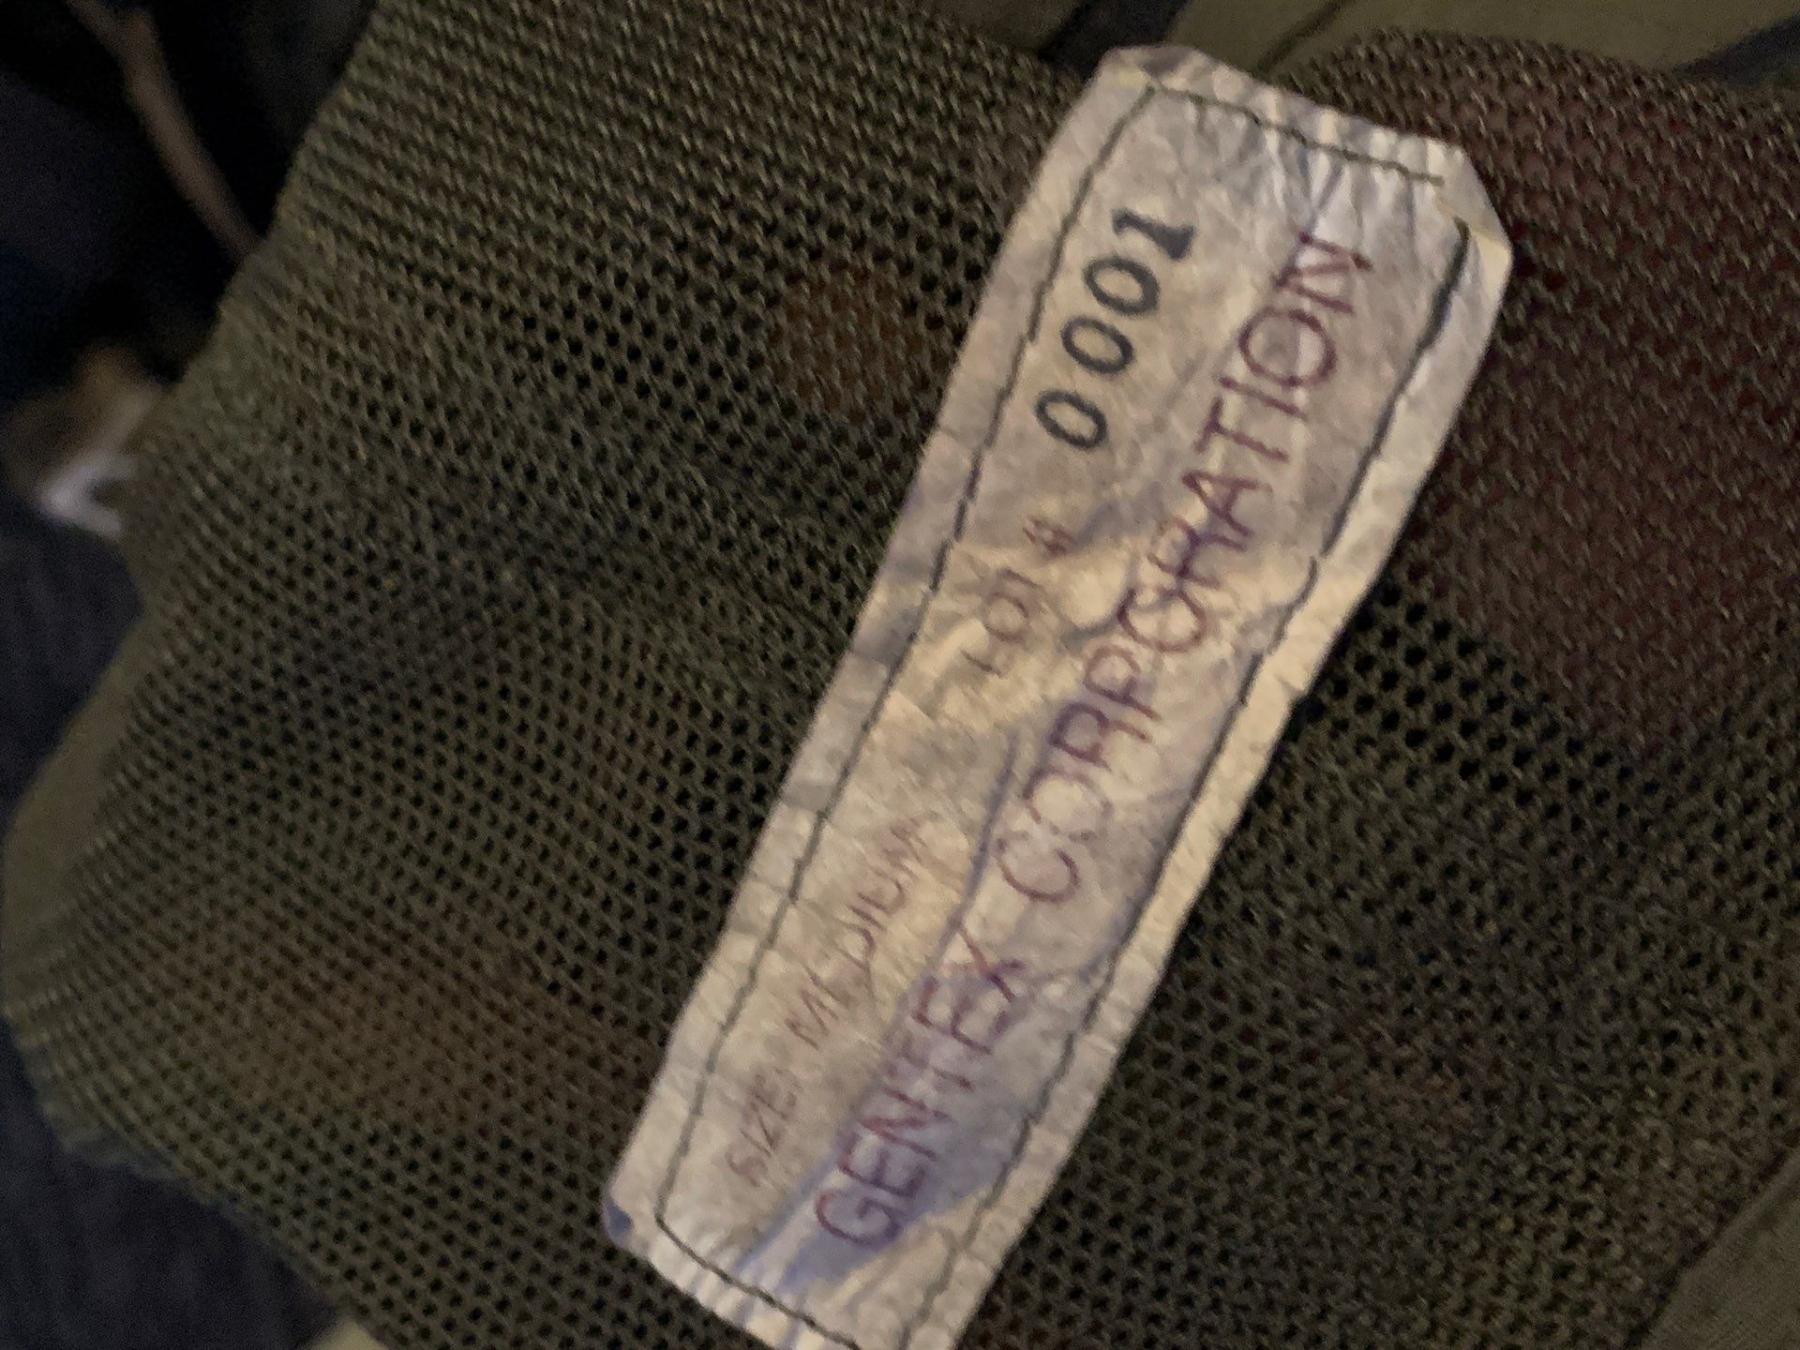 SIZE: MEDIUM LOT # 0001
GENTEX CORPORATION